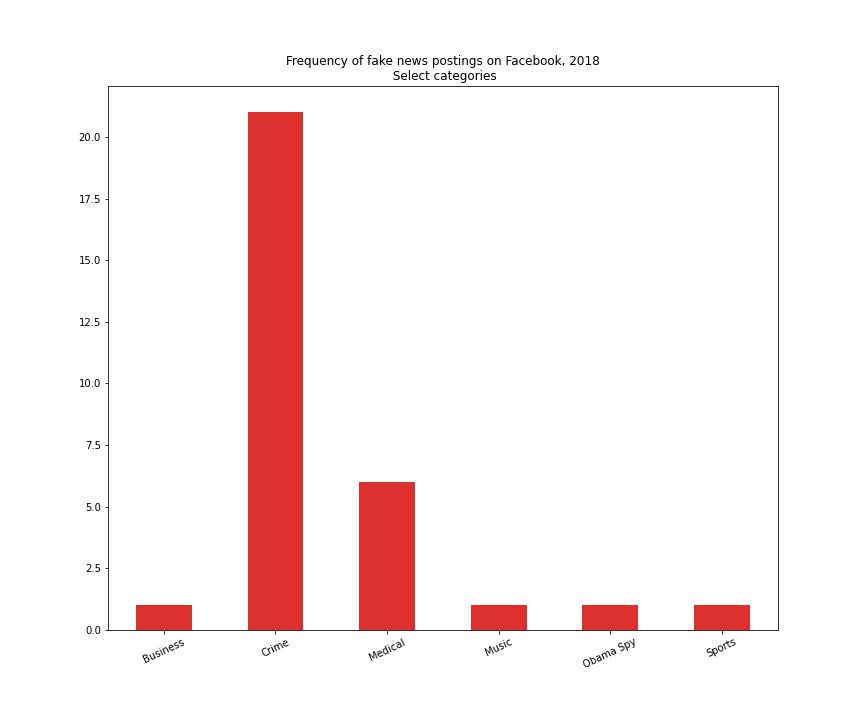 Frequency of fake news postings on Facebook, 2018
Select categories
20.0
17.5
15.0
12.5
10.0
7.5
5.0
2.5
0.0
Business
Crime
Medical
Music
Obama Spy
Sports